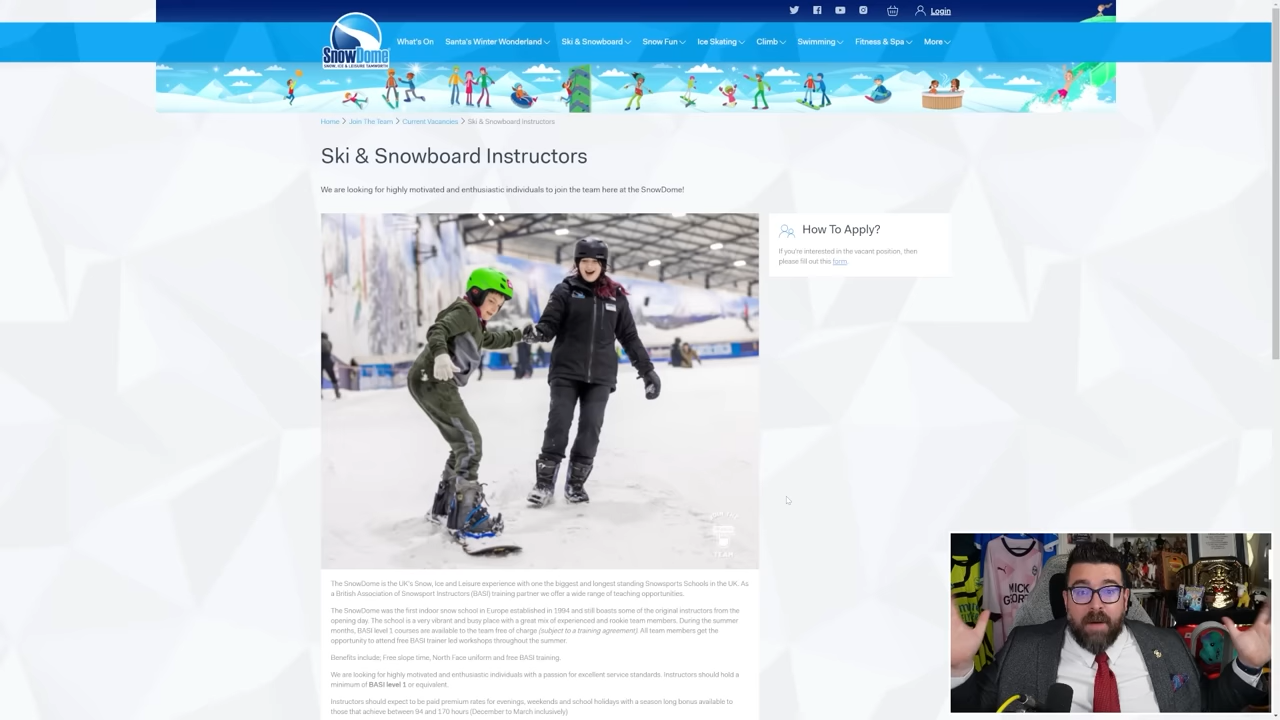 Login
SnowDome
SNOW, ICE & LEISURE TAMWORTH
What's On Santa's Winter Wonderland Ski & Snowboard Snow Fun Ice Skating Climb Swimming Fitness & Spa More
Home > Join The Team > Current Vacancies > Ski & Snowboard Instructors
Ski & Snowboard Instructors
We are looking for highly motivated and enthusiastic individuals to join the team here at the SnowDome!
How To Apply?
If you're interested in the vacant position, then
please fill out this form.
TEAM
The SnowDome is the UK's Snow, Ice and Leisure experience with one the biggest and longest standing Snowsports Schools in the UK. As
a British Association of Snowsport Instructors (BASI) training partner we offer a wide range of teaching opportunities.
The SnowDome was the first indoor snow school in Europe established in 1994 and still boasts some of the original instructors from the
opening day. The school is a very vibrant and busy place with a great mix of experienced and rookie team members. During the summer
months, BASI level 1 courses are available to the team free of charge (subject to a training agreement). All team members get the
opportunity to attend free BASI trainer led workshops throughout the summer.
Benefits include; Free slope time, North Face uniform and free BASI training.
We are looking for highly motivated and enthusiastic individuals with a passion for excellent service standards. Instructors should hold a
minimum of BASI level 1 or equivalent.
Instructors should expect to be paid premium rates for evenings, weekends and school holidays with a season long bonus available to
those that achieve between 94 and 170 hours (December to March inclusively)
MICK